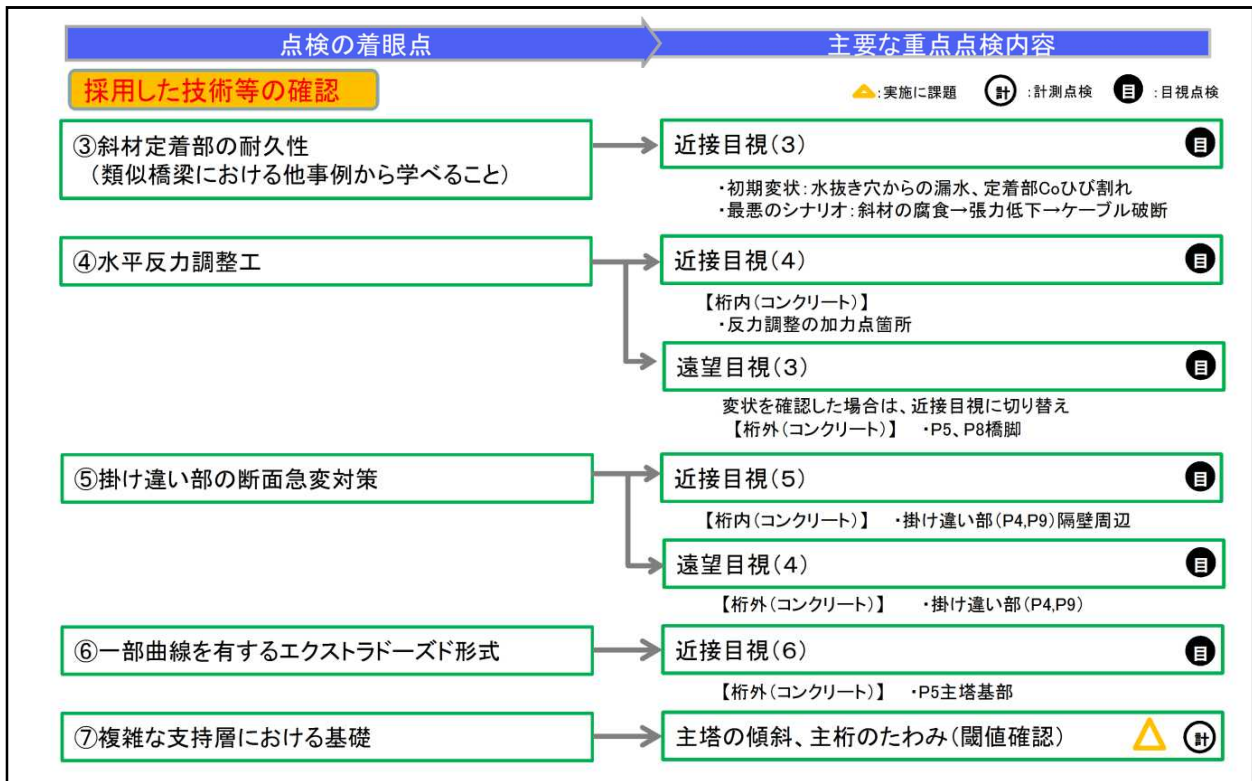 点検の着眼点
主要な重点点検内容
採用した技術等の確認
:実施に課題 計 :計測点検 目 :目視点検
③斜材定着部の耐久性
(類似橋梁における他事例から学べること)
近接目視(3) 目
・初期変状:水抜き穴からの漏水、定着部Coひび割れ
・最悪のシナリオ:斜材の腐食→張力低下→ケーブル破断
④水平反力調整工
近接目視(4) 目
【桁内(コンクリート)】
・反力調整の加力点箇所
遠望目視(3) 目
変状を確認した場合は、近接目視に切り替え
【桁外(コンクリート)】 ・P5、P8橋脚
⑤掛け違い部の断面急変対策
近接目視(5) 目
【桁内(コンクリート)】 ・掛け違い部(P4,P9)隔壁周辺
遠望目視(4) 目
【桁外(コンクリート)】 ・掛け違い部(P4,P9)
⑥一部曲線を有するエクストラドーズド形式
近接目視(6) 目
【桁外(コンクリート)】 ・P5主塔基部
⑦複雑な支持層における基礎
主塔の傾斜、主桁のたわみ(閾値確認) 計